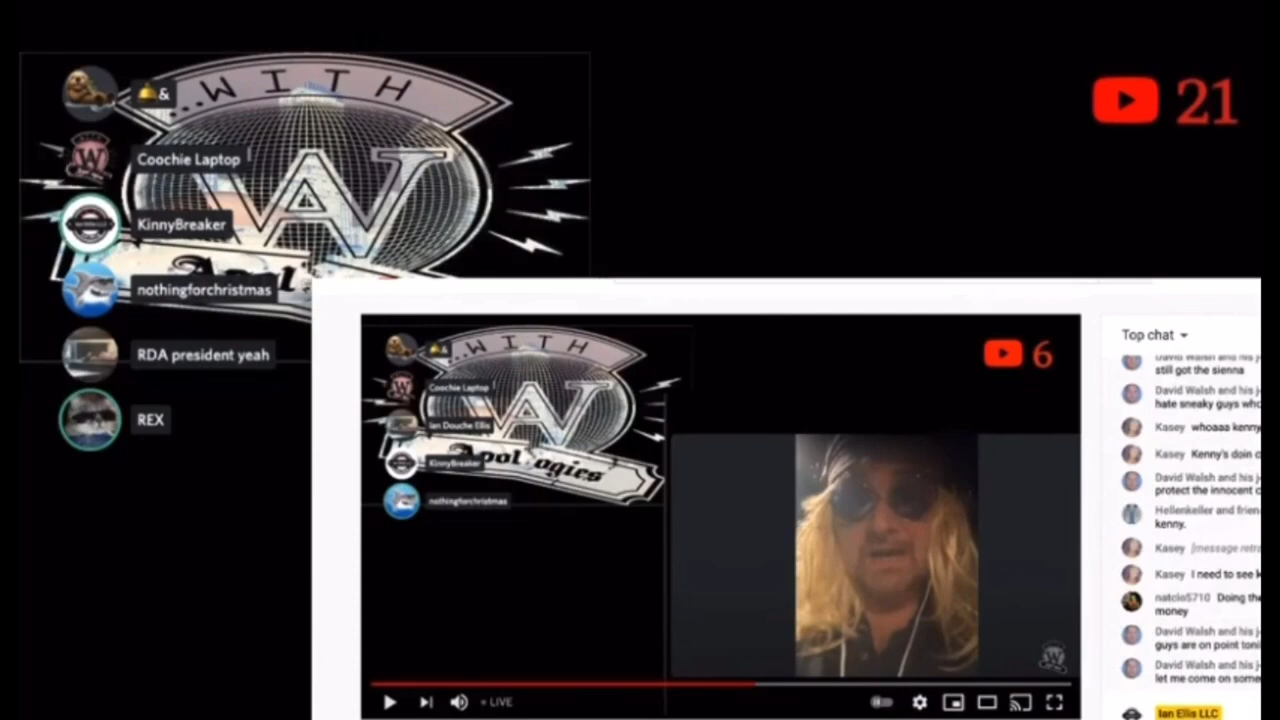 ...WITH
&
W
Coochie Laptop
KinnyBreaker
nothingforchristmas
RDA president yeah
REX
21
...WITH
Coochie Laptop
Ian Douche Ellis
KinnyBreaker
nothingforchristmas
Apologies
6
LIVE
Top chat
David Walsh and his j
still got the sienna
David Walsh and his j
hate sneaky guys who
Kasey whoaaa kenny
Kasey Kenny's doin
David Walsh and his j
protect the innocent
Hellenkeller and frien
kenny.
Kasey [message retra
Kasey I need to see k
natclo5710 Doing the
money
David Walsh and his j
guys are on point toni
David Walsh and his j
let me come on some
Ian Ellis LLC